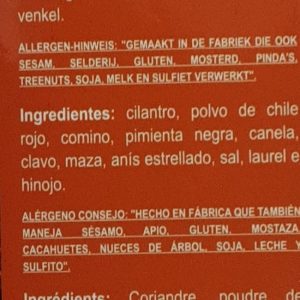 venkel.
ALLERGEN-HINWEIS: "GEMAAKT IN DE FABRIEK DIE OOK
SESAM, SELDERIJ, GLUTEN, MOSTERD, PINDA'S,
TREENUTS, SOJA, MELK EN SULFIET VERWERKT".
Ingredientes: cilantro, polvo de chile
rojo, comino, pimienta negra, canela,
clavo, maza, anís estrellado, sal, laurel e
hinojo.
ALÉRGENO CONSEJO: "HECHO EN FÁBRICA QUE TAMBIÉN
MANEJA SÉSAMO, APIO, GLUTEN, MOSTAZA,
CACAHUETES, NUECES DE ÁRBOL, SOJA, LECHE Y
SULFITO".
Ingrédients: Coriandre, poudre de